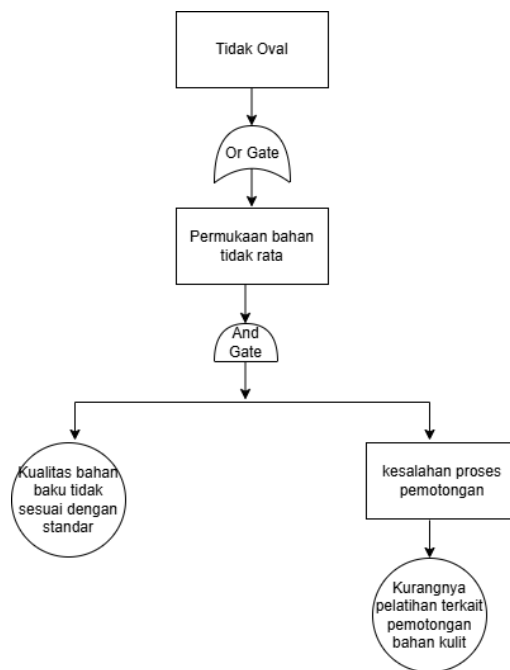 Tidak Oval
Or Gate
Permukaan bahan
tidak rata
And
Gate
Kualitas bahan
baku tidak
sesuai dengan
standar
kesalahan proses
pemotongan
Kurangnya
pelatihan terkait
pemotongan
bahan kulit